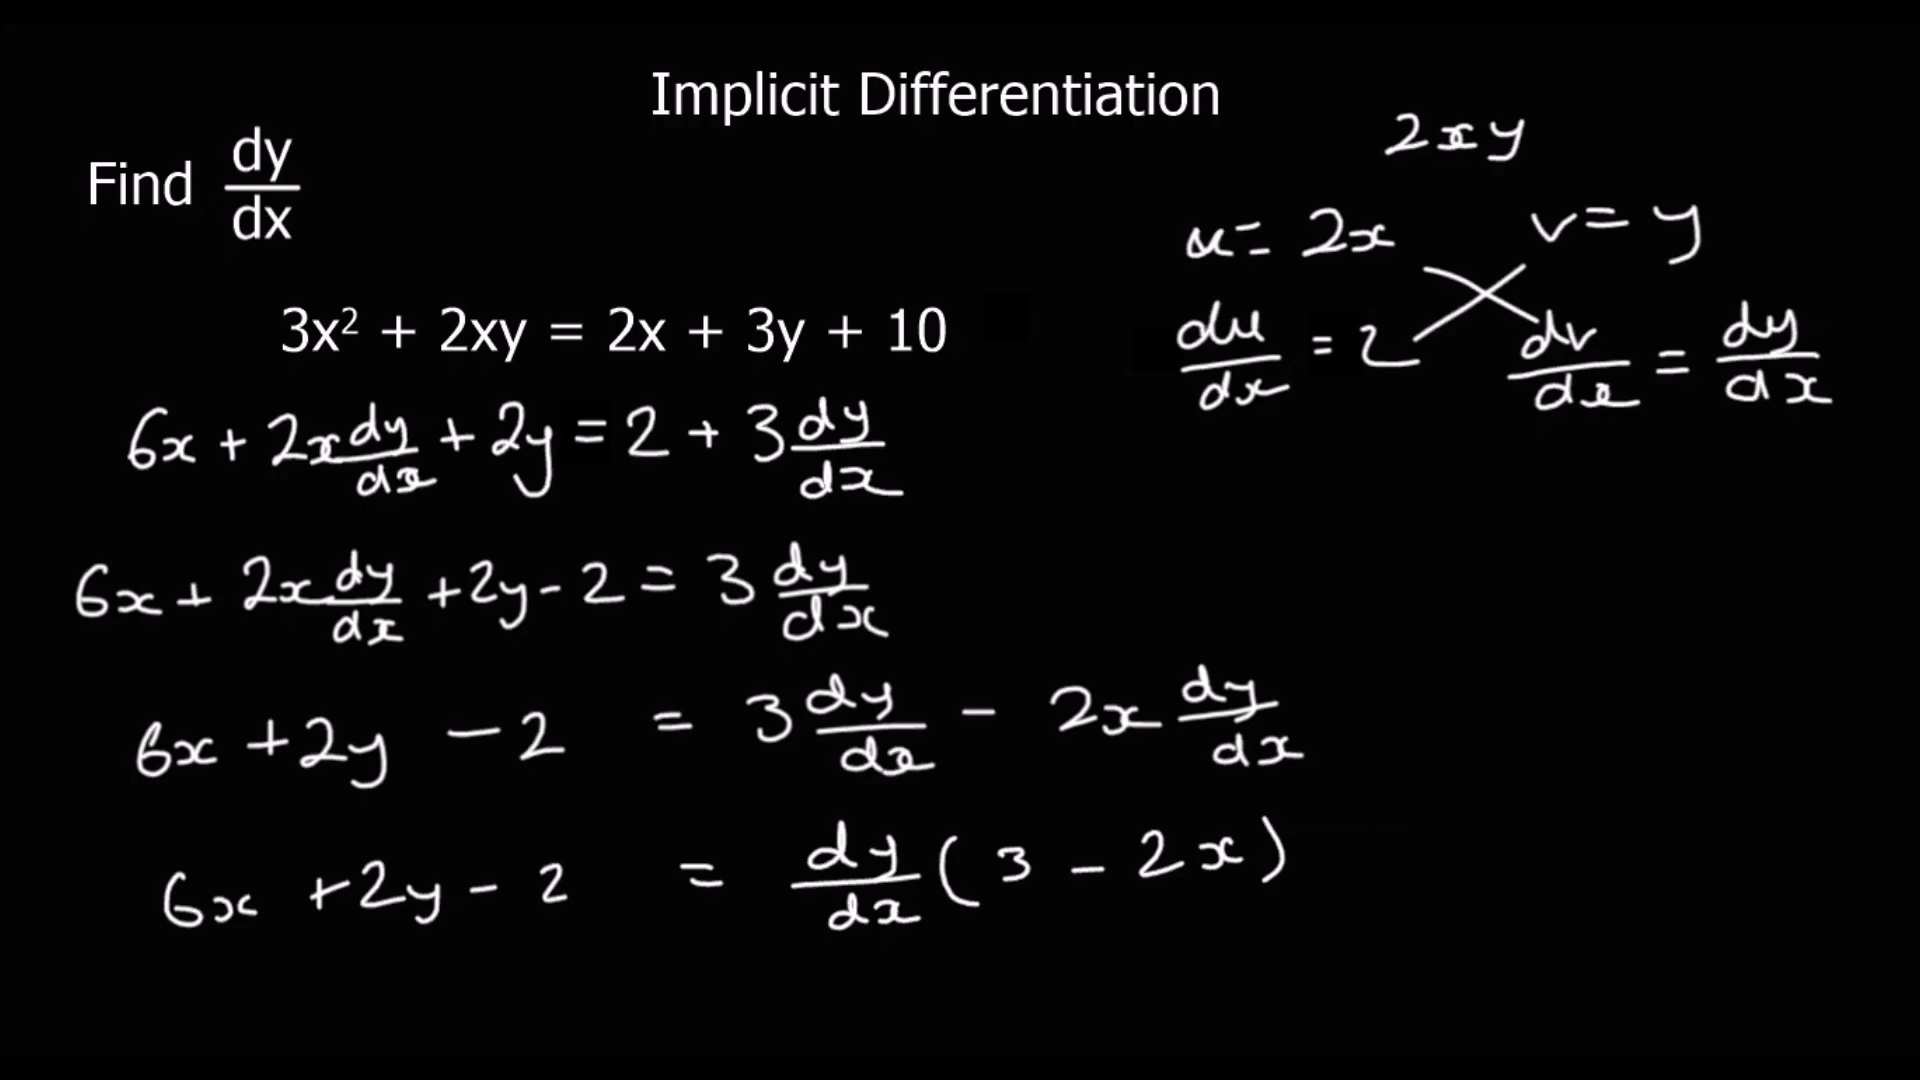 Implicit Differentiation
Find dy/dx
3x² + 2xy = 2x + 3y + 10
6x + 2x dy/dx + 2y = 2 + 3 dy/dx
6x + 2x dy/dx + 2y - 2 = 3 dy/dx
6x + 2y - 2 = 3 dy/dx - 2x dy/dx
6x + 2y - 2 = dy/dx (3 - 2x)
2xy
u = 2x v = y
du/dx = 2 dv/dx = dy/dx